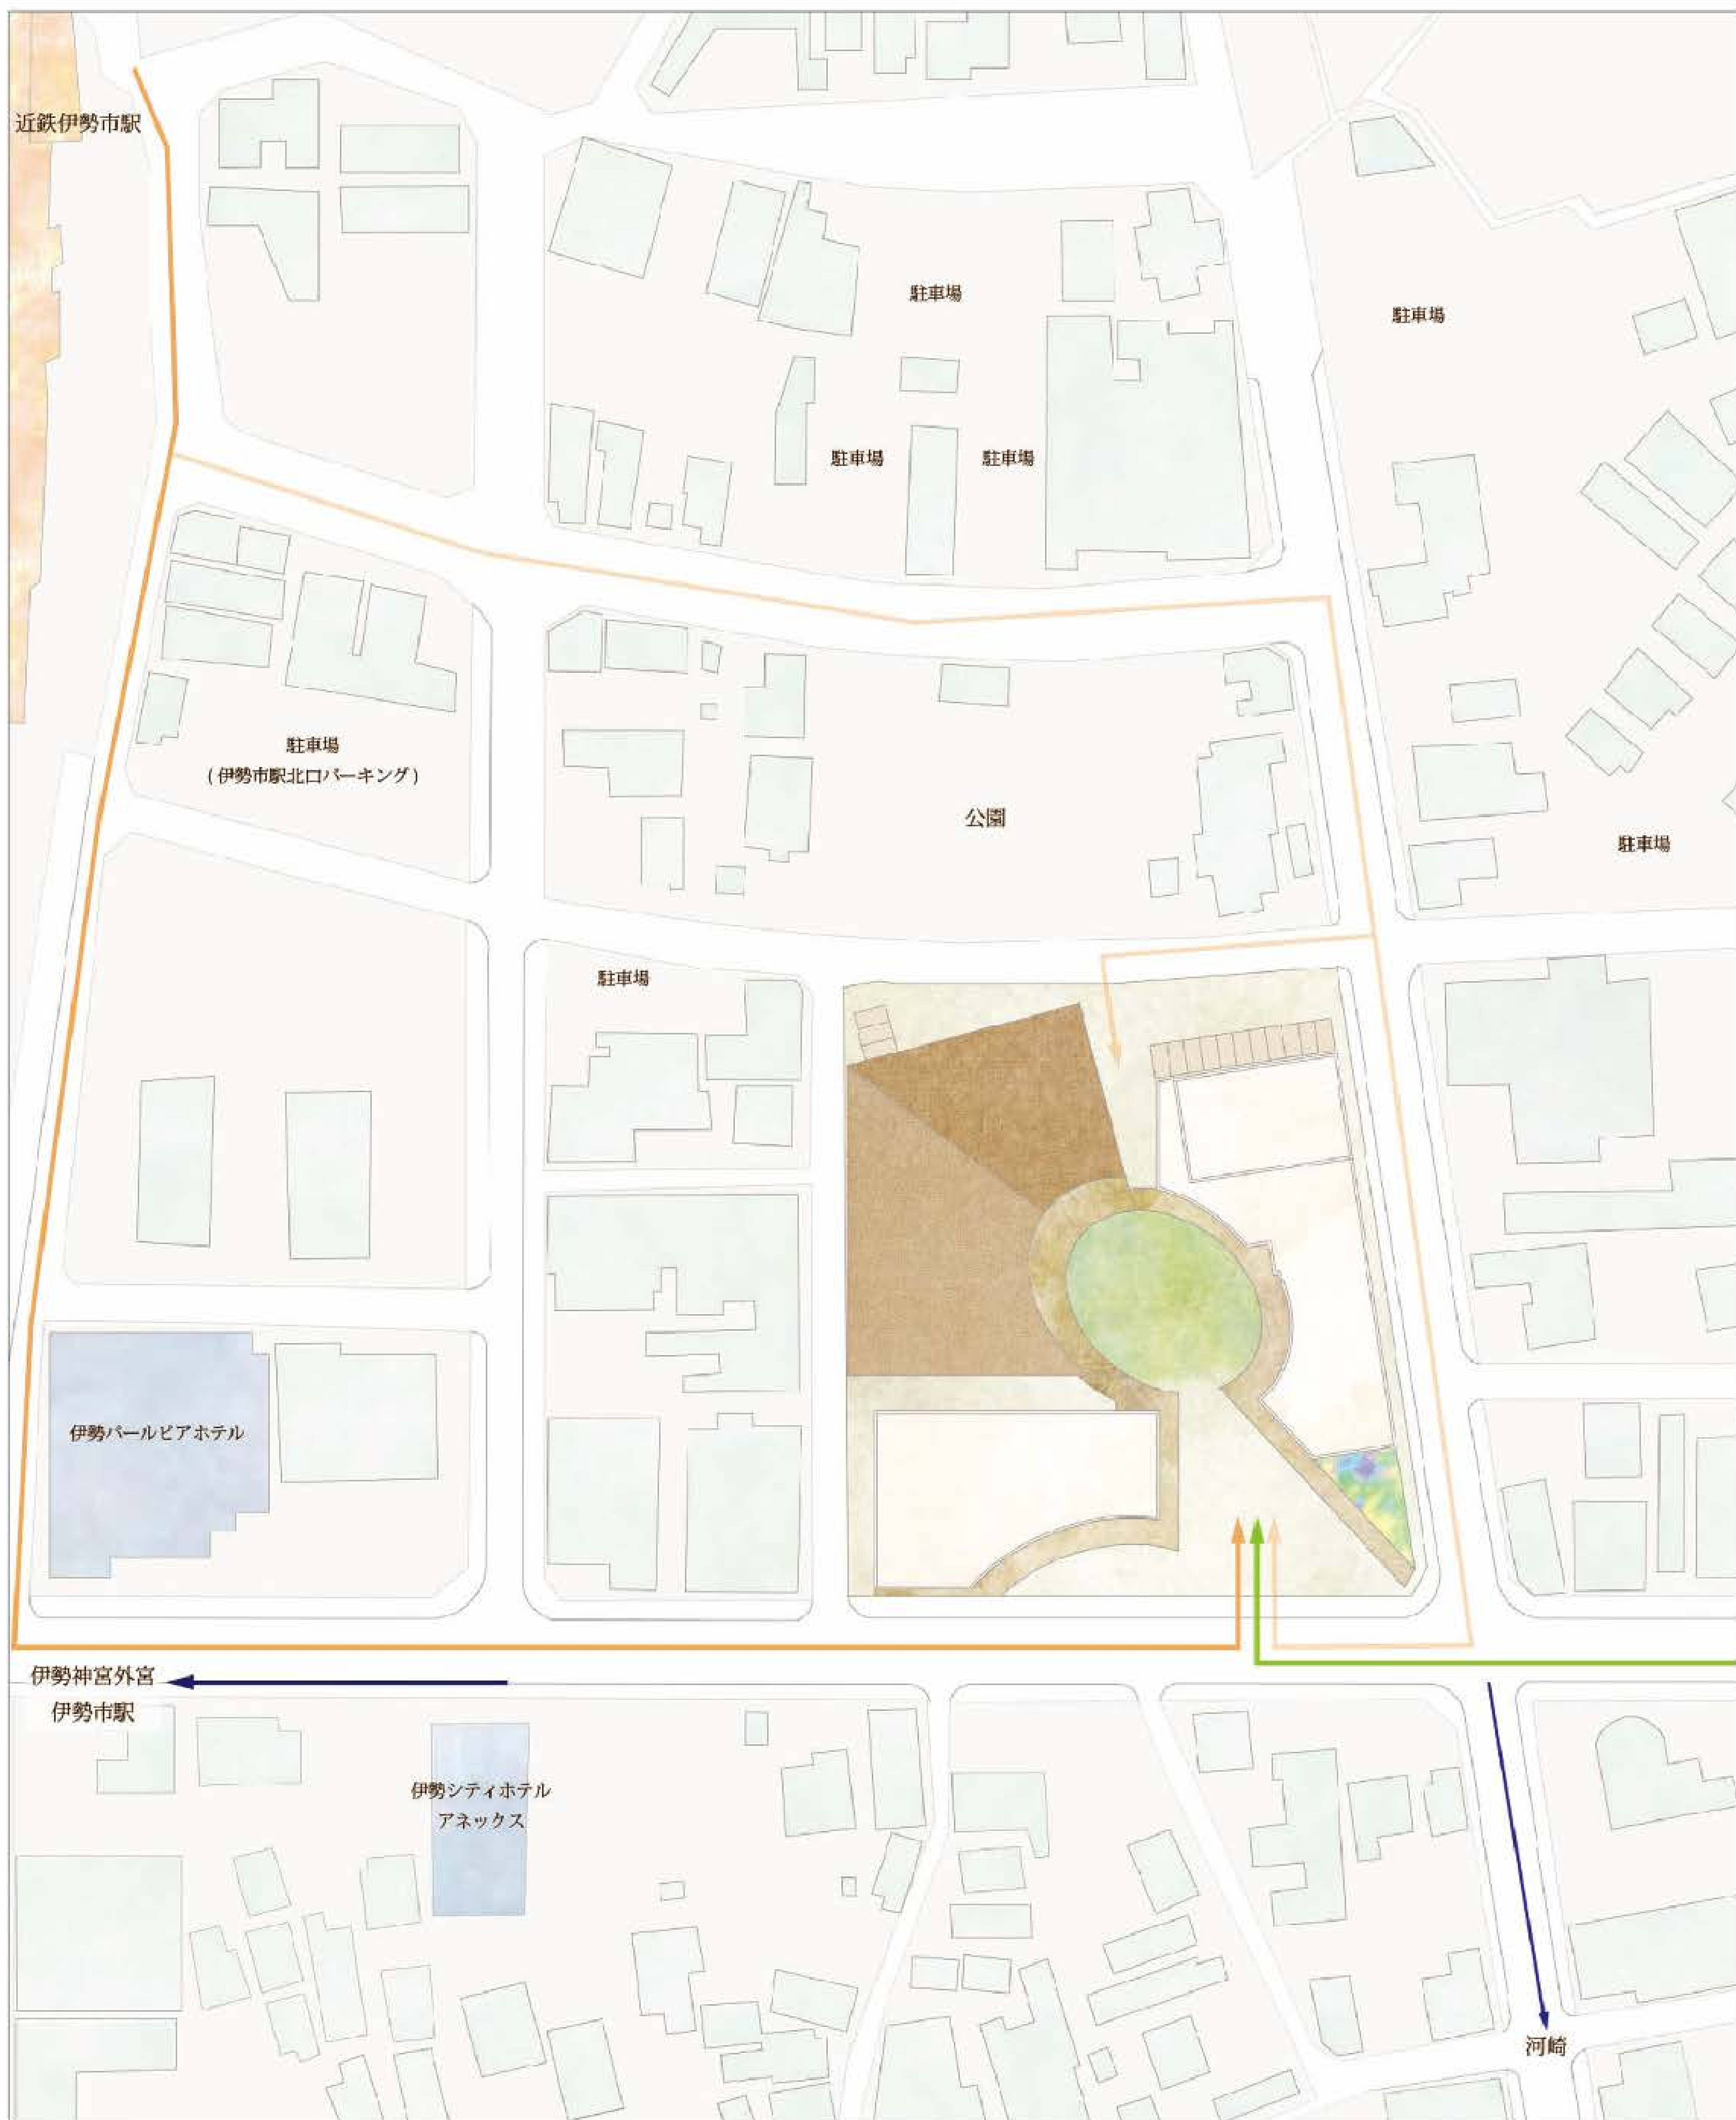 近鉄伊勢市駅
駐車場
駐車場
駐車場
駐車場
駐車場
(伊勢市駅北口パーキング)
公園
駐車場
駐車場
伊勢パールピアホテル
伊勢神宮外宮
伊勢市駅
伊勢シティホテル
アネックス
河崎